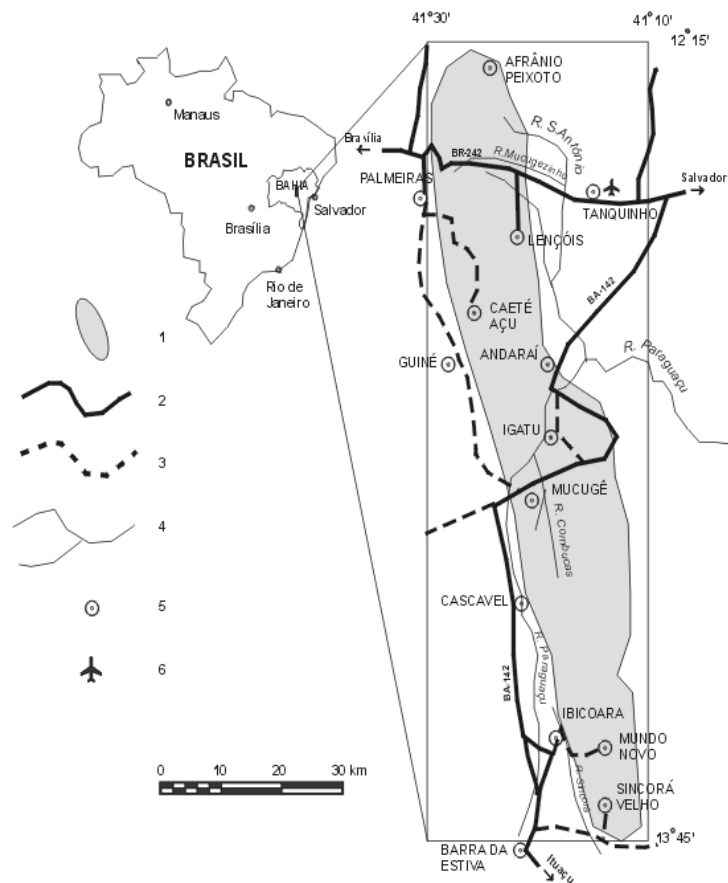 41°30'
41°10'
12°15'
AFRÂNIO
PEIXOTO
Manaus
BRASIL
BAHIA
Salvador
Brasília
Rio de
Janeiro
Brasília
BR-242
R. S.Antônio
R.Mucugezinho
Salvador
PALMEIRAS
TANQUINHO
LENÇÓIS
BA-142
CAETÉ
AÇU
GUINÉ
ANDARAÍ
R. Paraguaçu
IGATU
MUCUGÊ
R. Combucas
CASCAVEL
R. Paraguaçu
BA-142
IBICOARA
MUNDO
NOVO
SINCORÁ
VELHO
BARRA DA
ESTIVA
Ituaçu
13°45'
1
2
3
4
5
6
0 10 20 30 km